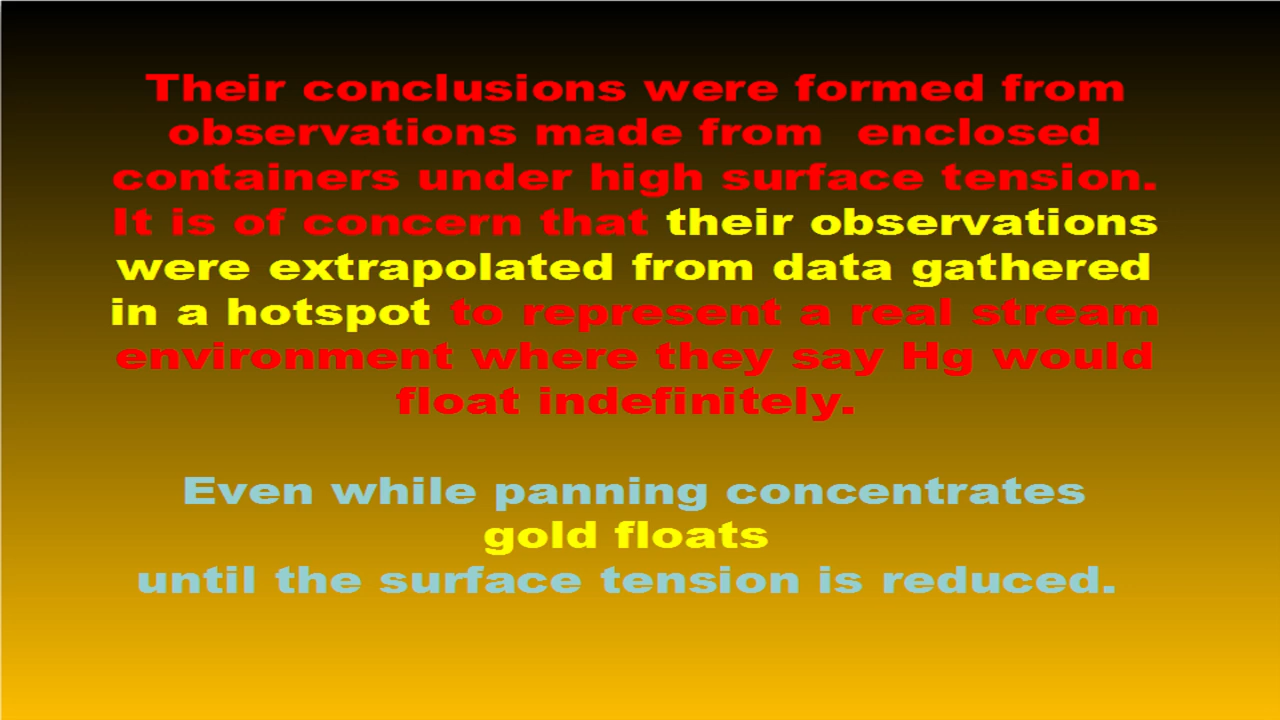 Their conclusions were formed from
observations made from  enclosed
containers under high surface tension.
It is of concern that their observations
were extrapolated from data gathered
in a hotspot to represent a real stream
environment where they say Hg would
float indefinitely.
Even while panning concentrates
gold floats
until the surface tension is reduced.